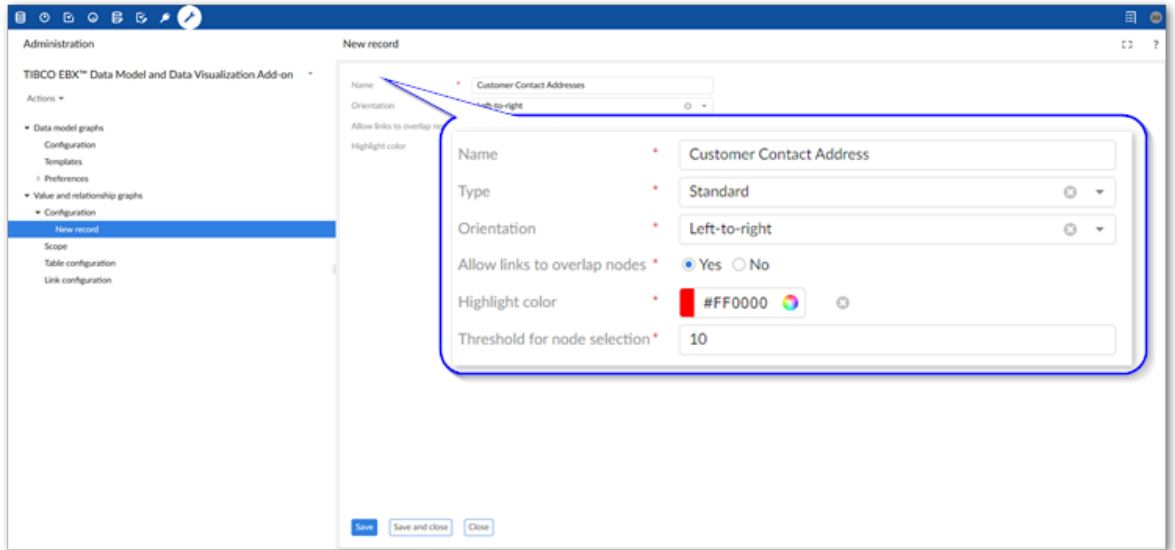 Administration
New record
?
TIBCO EBX™ Data Model and Data Visualization Add-on
Actions
Data model graphs
Configuration
Templates
Preferences
Value and relationship graphs
Configuration
New record
Scope
Table configuration
Link configuration
Name * Customer Contact Addresses
Orientation Left-to-right
Allow links to overlap
Highlight color
Name * Customer Contact Address
Type * Standard
Orientation * Left-to-right
Allow links to overlap nodes * Yes No
Highlight color * #FF0000
Threshold for node selection * 10
Save Save and close Close